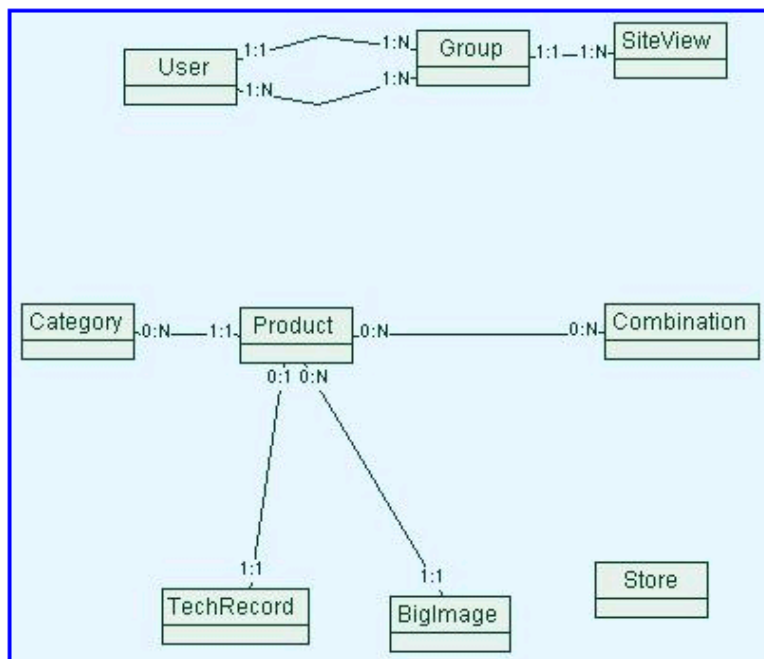 User
1:1
1:N
Group
1:1
1:N
SiteView
1:N
1:N
Category
0:N
1:1
Product
0:N
0:N
Combination
0:1
0:N
1:1
TechRecord
1:1
BigImage
Store